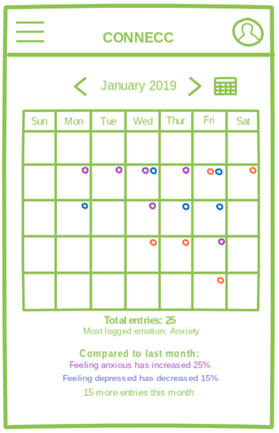 CONNECC
January 2019
Sun Mon Tue Wed Thur Fri Sat
Total entries: 25
Most logged emotion: Anxiety
Compared to last month:
Feeling anxious has increased 25%
Feeling depressed has decreased 15%
15 more entries this month